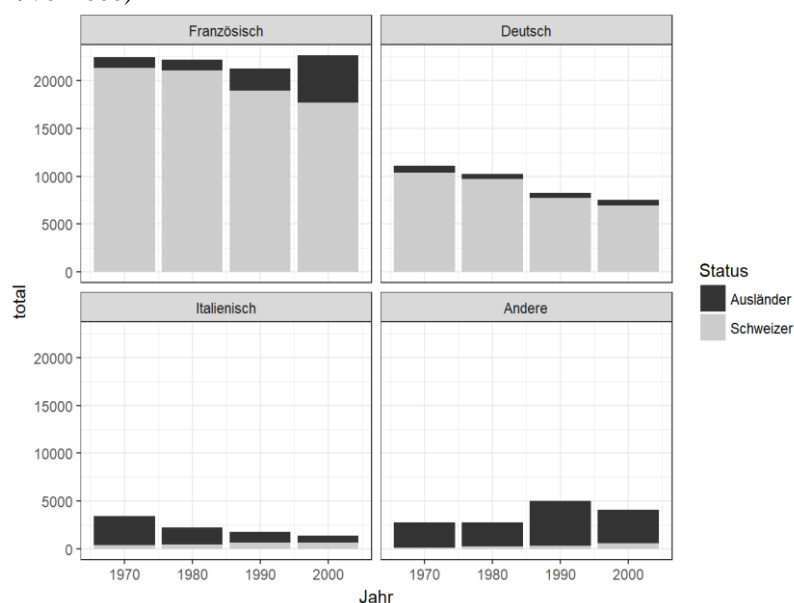 Französisch
Deutsch
20000
15000
10000
5000
0
total
Italienisch
Andere
20000
15000
10000
5000
0
1970 1980 1990 2000 1970 1980 1990 2000
Jahr
Status
Ausländer
Schweizer